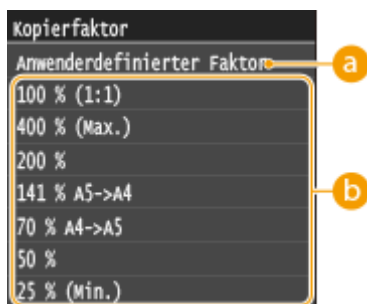 Kopierfaktor
Anwenderdefinierter Faktor
a
100 % (1:1)
400 % (Max.)
200 %
141 % A5->A4
b
70 % A4->A5
50 %
25 % (Min.)